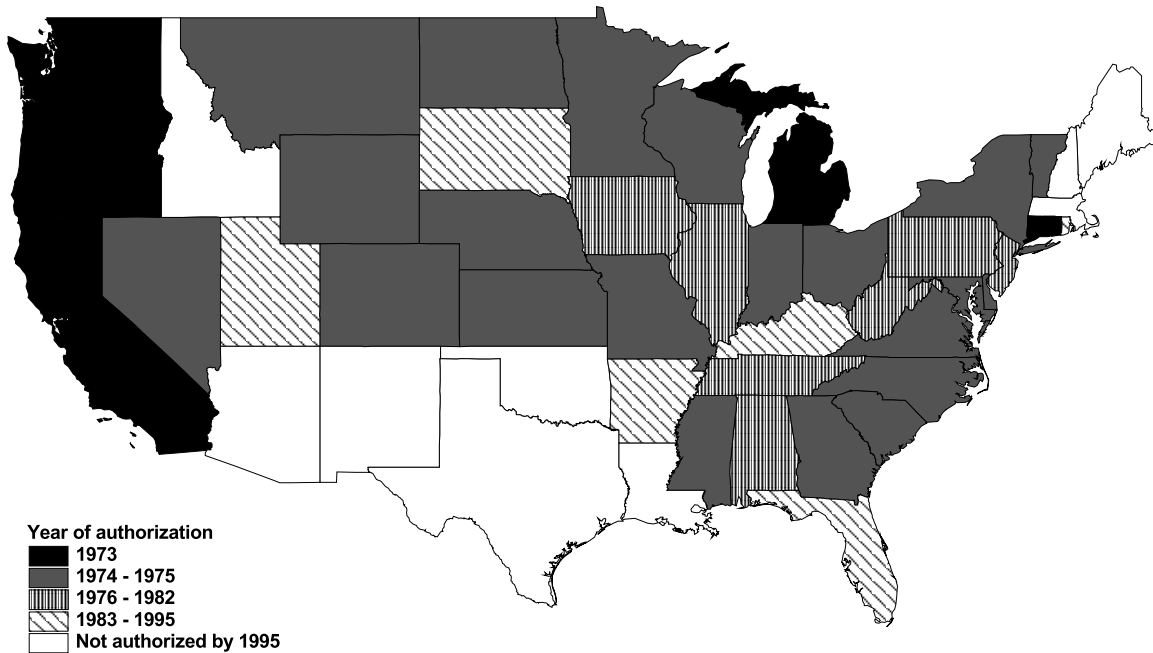 Year of authorization
1973
1974 - 1975
1976 - 1982
1983 - 1995
Not authorized by 1995